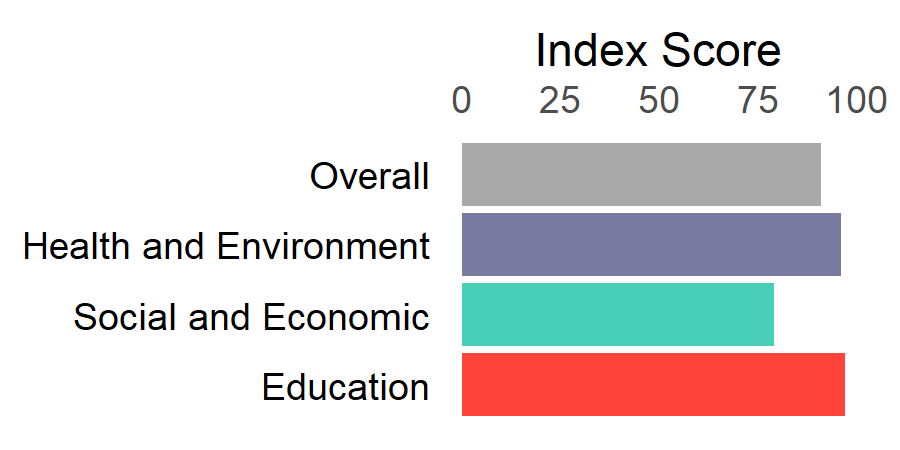 Index Score
0 25 50 75 100
Overall
Health and Environment
Social and Economic
Education